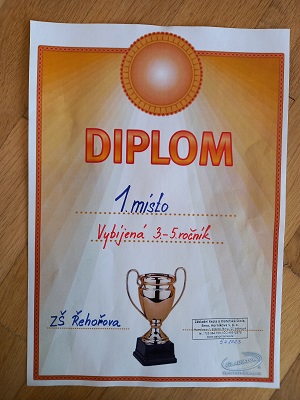 DIPLOM
1. místo
Vybíjená 3.-5. ročník
ZŠ Řehořova